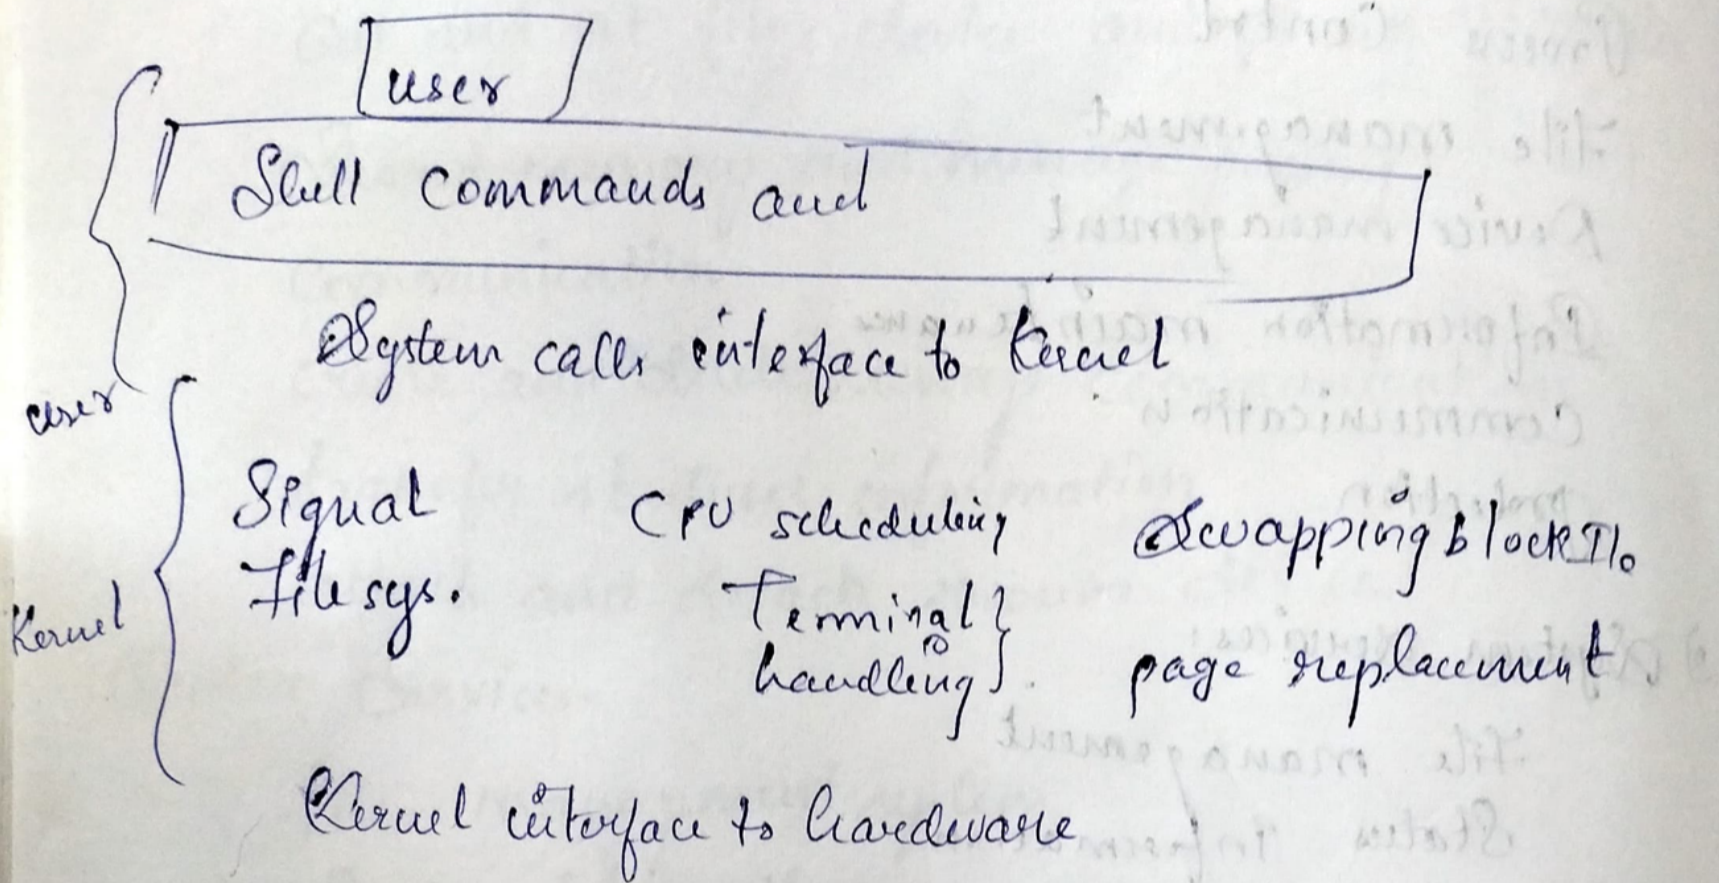 user
Shell commands and
System calls interface to Kernel
user
Signal CPU scheduling Swapping block I/o
File sys. Terminal
Kernel handling page replacement
Kernel interface to hardware